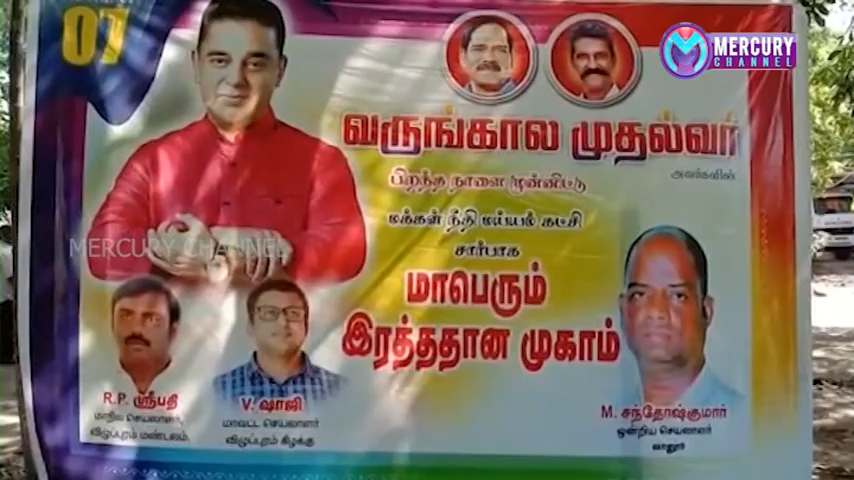 07
MERCURY
CHANNEL
வருங்கால முதல்வர்
அவர்களின்
பிறந்த நாளை முன்னிட்டு
மக்கள் நீதி மய்யம் கட்சி
சார்பாக
மாபெரும்
இரத்ததான முகாம்
MERCURY CHANNEL
R.P. ஸ்ரீபதி
மாநில செயலாளர்,
விழுப்புரம் மண்டலம்
V. ஷாஜி
மாவட்ட செயலாளர்
விழுப்புரம் கிழக்கு
M. சந்தோஷ்குமார்
ஒன்றிய செயலாளர்
வானூர்